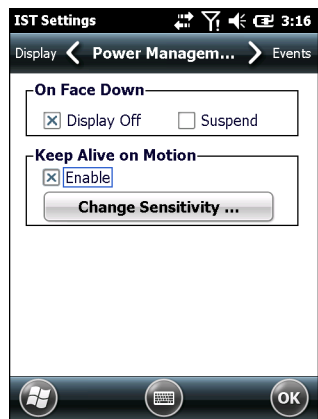 IST Settings 3:16
Display Power Managem... Events
On Face Down
Display Off Suspend
Keep Alive on Motion
Enable
Change Sensitivity ...
OK